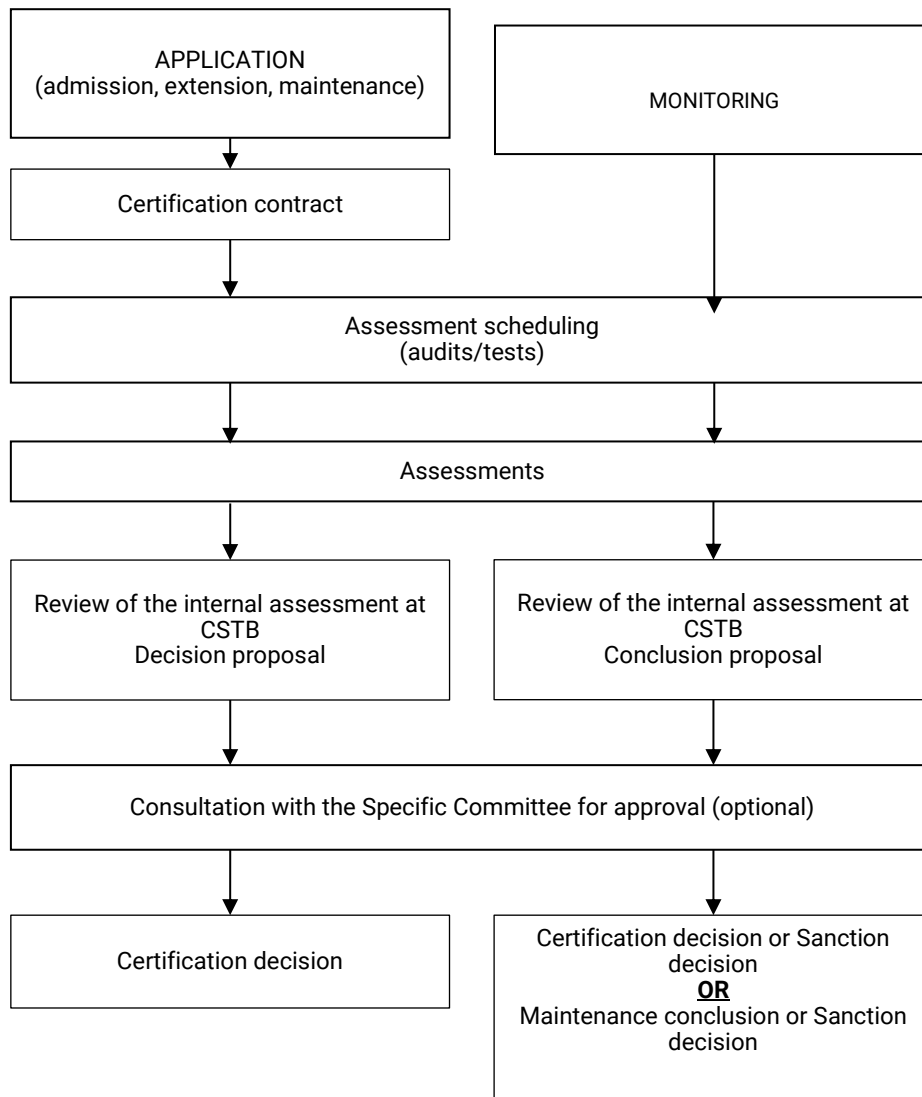 APPLICATION
(admission, extension, maintenance)
MONITORING
Certification contract
Assessment scheduling
(audits/tests)
Assessments
Review of the internal assessment at
CSTB
Decision proposal
Review of the internal assessment at
CSTB
Conclusion proposal
Consultation with the Specific Committee for approval (optional)
Certification decision
Certification decision or Sanction
decision
OR
Maintenance conclusion or Sanction
decision